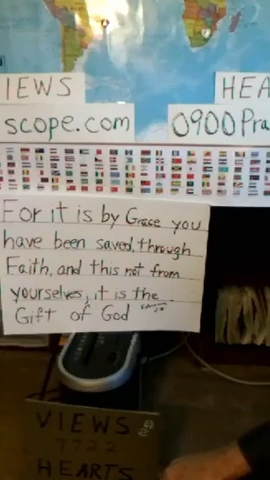 IEWS
HEA
scope.com
0900Pra
For it is by Grace you
have been saved, through
Faith, and this not from
yourselves, it is the
Gift of God
VIEWS
7722
HEARTS